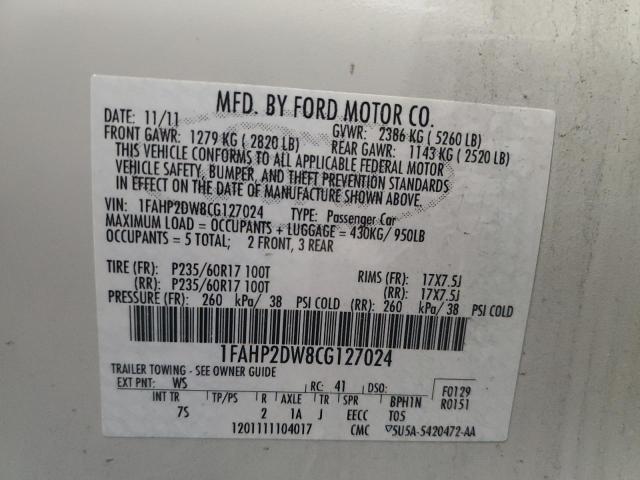 MFD. BY FORD MOTOR CO.
DATE: 11/11 GVWR: 2386 KG ( 5260 LB)
FRONT GAWR: 1279 KG ( 2820 LB) REAR GAWR: 1143 KG ( 2520 LB)
THIS VEHICLE CONFORMS TO ALL APPLICABLE FEDERAL MOTOR
VEHICLE SAFETY, BUMPER, AND THEFT PREVENTION STANDARDS
IN EFFECT ON THE DATE OF MANUFACTURE SHOWN ABOVE.
VIN: 1FAHP2DW8CG127024 TYPE: Passenger Car
MAXIMUM LOAD = OCCUPANTS + LUGGAGE = 430KG/ 950LB
OCCUPANTS = 5 TOTAL; 2 FRONT, 3 REAR
TIRE (FR): P235/60R17 100T RIMS (FR): 17X7.5J
(RR): P235/60R17 100T (RR): 17X7.5J
PRESSURE (FR): 260 kPa/ 38 PSI COLD (RR): 260 kPa/ 38 PSI COLD
1FAHP2DW8CG127024
TRAILER TOWING - SEE OWNER GUIDE
EXT PNT: WS RC: 41 DSO: F0129
INT TR TP/PS R AXLE TR SPR BPH1N R0151
7S 2 1A J EECC T05
1201111104017 CMC 5U5A-5420472-AA